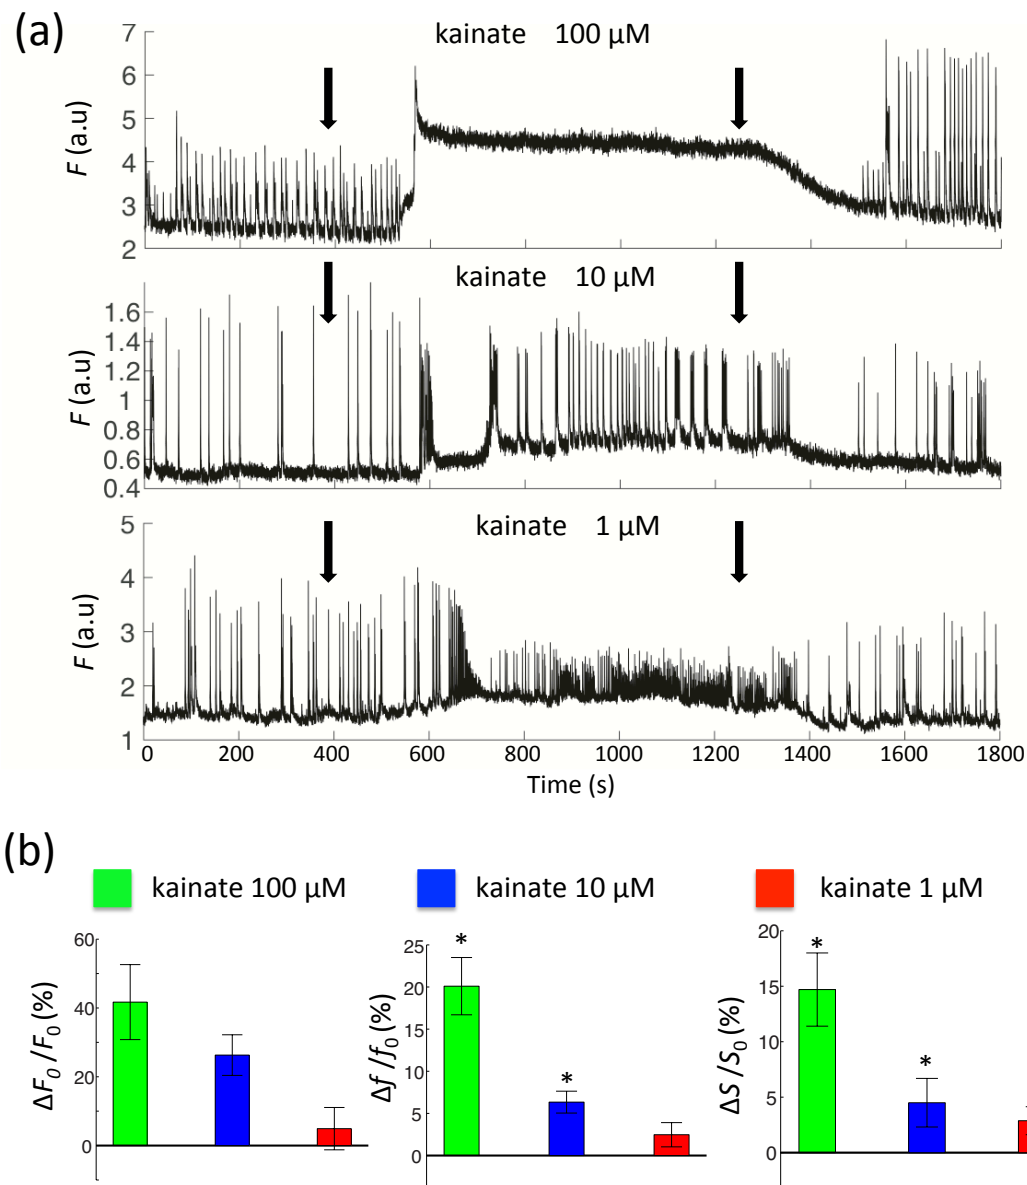 (a)
kainate 100 µM
F (a.u)
7
6
5
4
3
2
kainate 10 µM
F (a.u)
1.6
1.4
1.2
1
0.8
0.6
0.4
kainate 1 µM
F (a.u)
5
4
3
2
1
0 200 400 600 800 1000 1200 1400 1600 1800
Time (s)
(b)
kainate 100 µM kainate 10 µM kainate 1 µM
ΔF0 /F0 (%)
60
40
20
0
Δf /f0 (%)
25
20
15
10
5
0
* *
ΔS /S0 (%)
20
15
10
5
0
* *